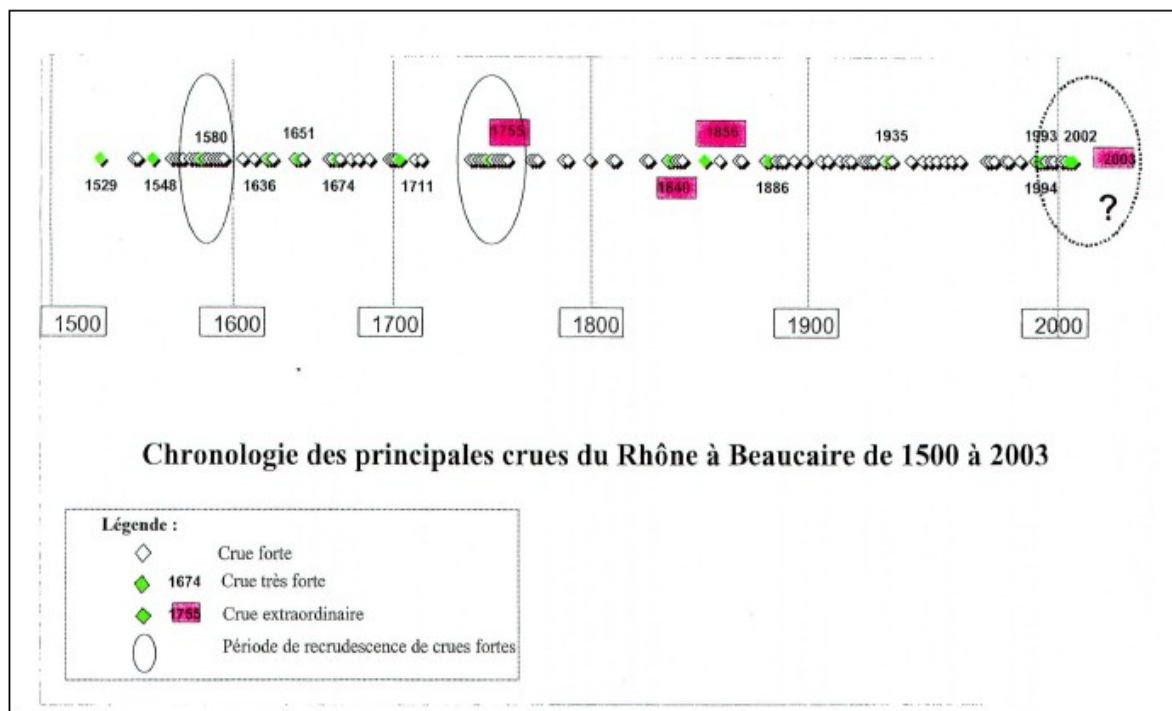 1580 1651 1755 1856 1935 1993 2002
2003
1529 1548 1636 1674 1711 1840 1886 1994
?
1500 1600 1700 1800 1900 2000
Chronologie des principales crues du Rhône à Beaucaire de 1500 à 2003
Légende :
Crue forte
1674 Crue très forte
1755 Crue extraordinaire
Période de recrudescence de crues fortes